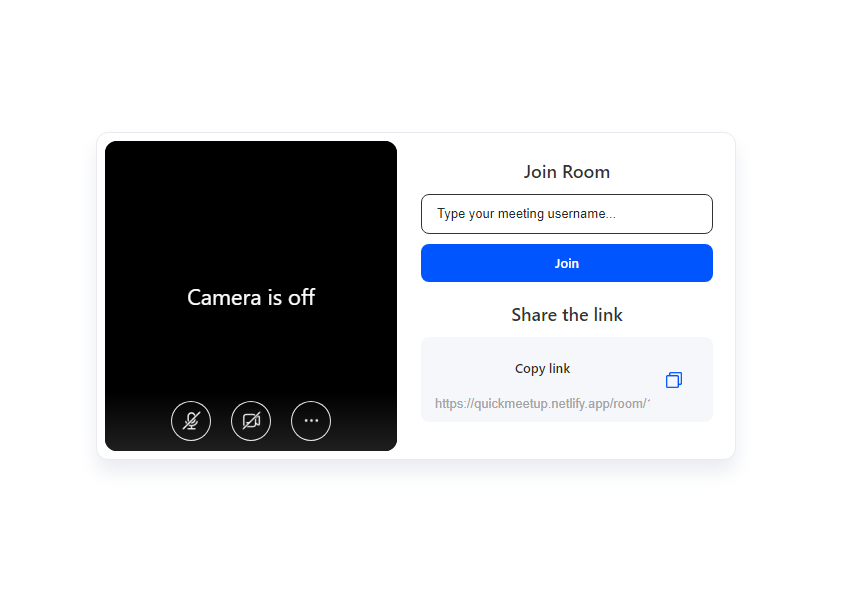 Camera is off
Join Room
Type your meeting username...
Join
Share the link
Copy link
https://quickmeetup.netlify.app/room/